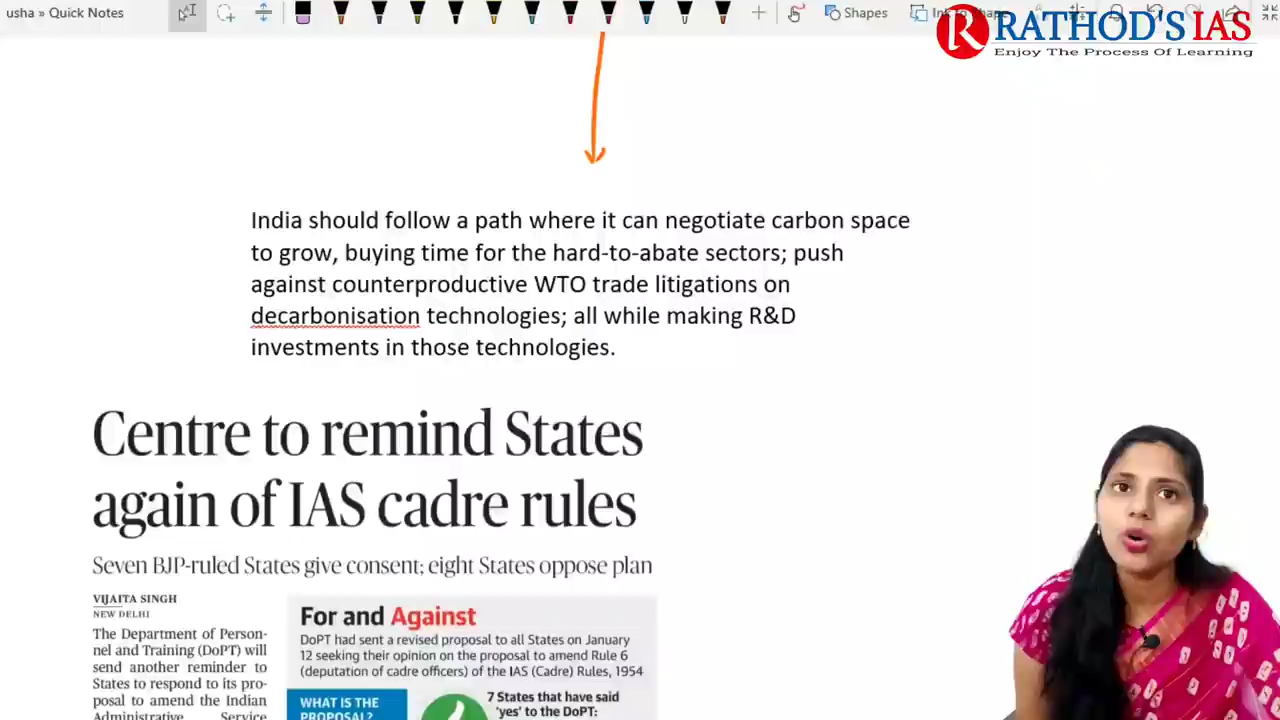 usha » Quick Notes
Shapes
RATHOD'S IAS
Enjoy The Process Of Learning
India should follow a path where it can negotiate carbon space
to grow, buying time for the hard-to-abate sectors; push
against counterproductive WTO trade litigations on
decarbonisation technologies; all while making R&D
investments in those technologies.
Centre to remind States
again of IAS cadre rules
Seven BJP-ruled States give consent; eight States oppose plan
VIJAITA SINGH
NEW DELHI
The Department of Person-
nel and Training (DoPT) will
send another reminder to
States to respond to its pro-
posal to amend the Indian
Administrative Service
For and Against
DoPT had sent a revised proposal to all States on January
12 seeking their opinion on the proposal to amend Rule 6
(deputation of cadre officers) of the IAS (Cadre) Rules, 1954
WHAT IS THE
PROPOSAL?
7 States that have said
'yes' to the DoPT: